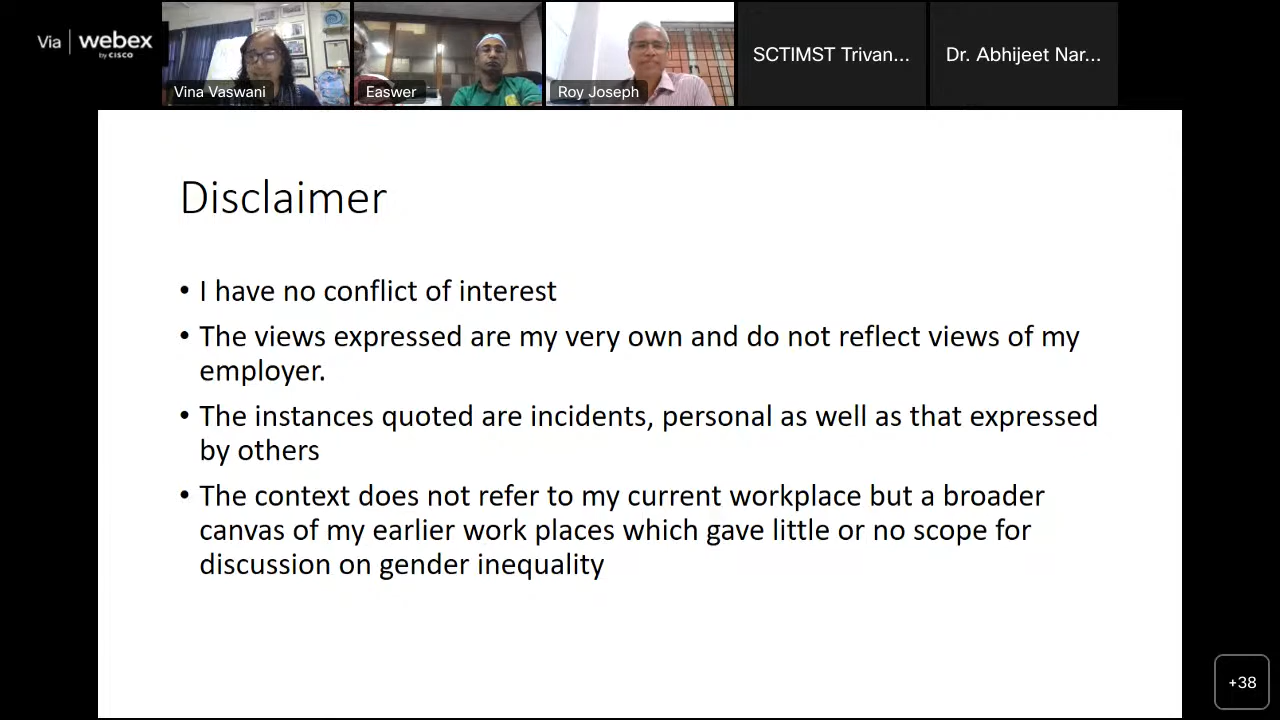 Via webex
by CISCO
Vina Vaswani
Easwer
Roy Joseph
SCTIMST Trivan...
Dr. Abhijeet Nar...
Disclaimer
• I have no conflict of interest
• The views expressed are my very own and do not reflect views of my
employer.
• The instances quoted are incidents, personal as well as that expressed
by others
• The context does not refer to my current workplace but a broader
canvas of my earlier work places which gave little or no scope for
discussion on gender inequality
+38